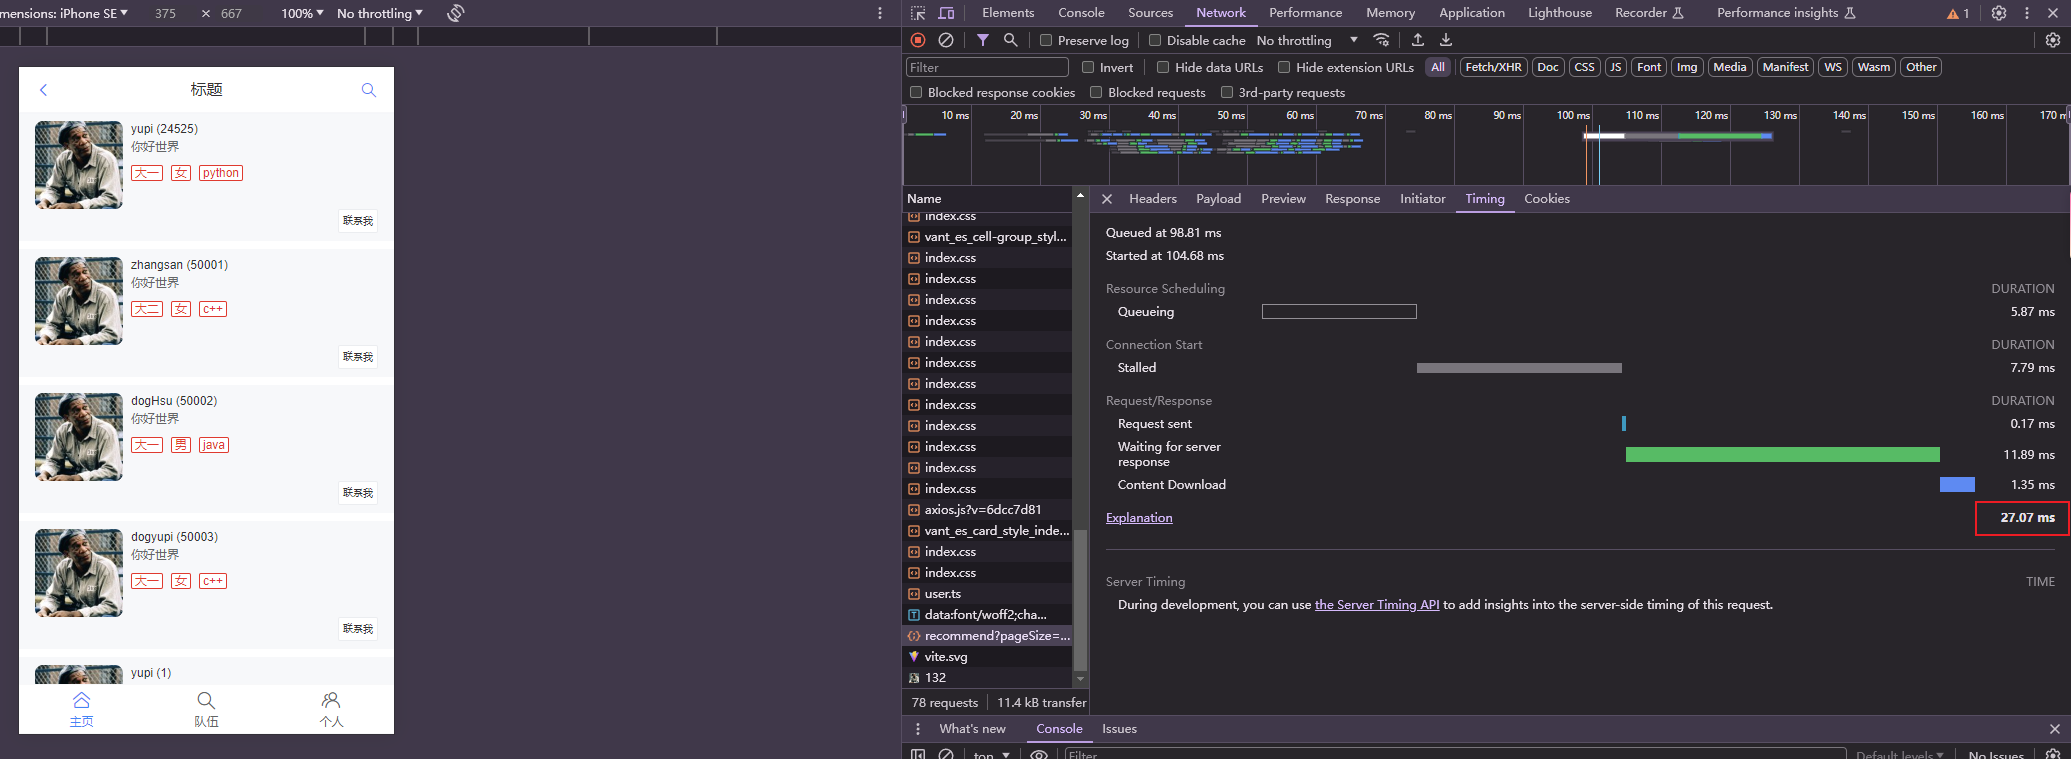 mensions: iPhone SE 375 × 667 100% No throttling
标题
yupi (24525)
你好世界
大一 女 python
联系我
zhangsan (50001)
你好世界
大二 女 c++
联系我
dogHsu (50002)
你好世界
大一 男 java
联系我
dogyupi (50003)
你好世界
大一 女 c++
联系我
yupi (1)
主页 队伍 个人
Elements Console Sources Network Performance Memory Application Lighthouse Recorder Performance insights 1
Preserve log Disable cache No throttling
Filter Invert Hide data URLs Hide extension URLs All Fetch/XHR Doc CSS JS Font Img Media Manifest WS Wasm Other
Blocked response cookies Blocked requests 3rd-party requests
10 ms 20 ms 30 ms 40 ms 50 ms 60 ms 70 ms 80 ms 90 ms 100 ms 110 ms 120 ms 130 ms 140 ms 150 ms 160 ms 170 m
Name
index.css
vant_es_cell-group_styl...
index.css
index.css
index.css
index.css
index.css
index.css
index.css
index.css
index.css
index.css
index.css
index.css
axios.js?v=6dcc7d81
vant_es_card_style_inde...
index.css
index.css
user.ts
data:font/woff2;cha...
recommend?pageSize=...
vite.svg
132
78 requests 11.4 kB transfer
Headers Payload Preview Response Initiator Timing Cookies
Queued at 98.81 ms
Started at 104.68 ms
Resource Scheduling DURATION
Queueing 5.87 ms
Connection Start DURATION
Stalled 7.79 ms
Request/Response DURATION
Request sent 0.17 ms
Waiting for server
response 11.89 ms
Content Download 1.35 ms
Explanation 27.07 ms
Server Timing TIME
During development, you can use the Server Timing API to add insights into the server-side timing of this request.
What's new Console Issues
top Filter Default levels No Issues